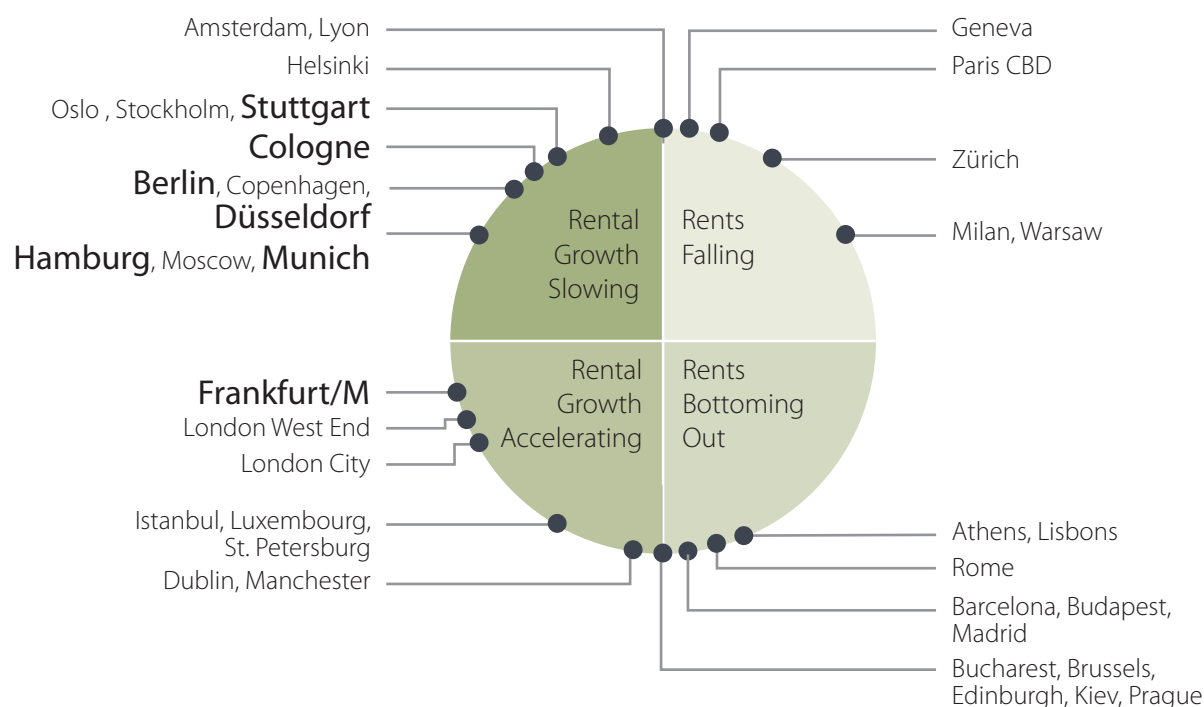 Amsterdam, Lyon
Helsinki
Oslo , Stockholm, Stuttgart
Cologne
Berlin, Copenhagen,
Düsseldorf
Hamburg, Moscow, Munich
Frankfurt/M
London West End
London City
Istanbul, Luxembourg,
St. Petersburg
Dublin, Manchester
Rental
Growth
Slowing
Rents
Falling
Rental
Growth
Accelerating
Rents
Bottoming
Out
Geneva
Paris CBD
Zürich
Milan, Warsaw
Athens, Lisbons
Rome
Barcelona, Budapest,
Madrid
Bucharest, Brussels,
Edinburgh, Kiev, Prague